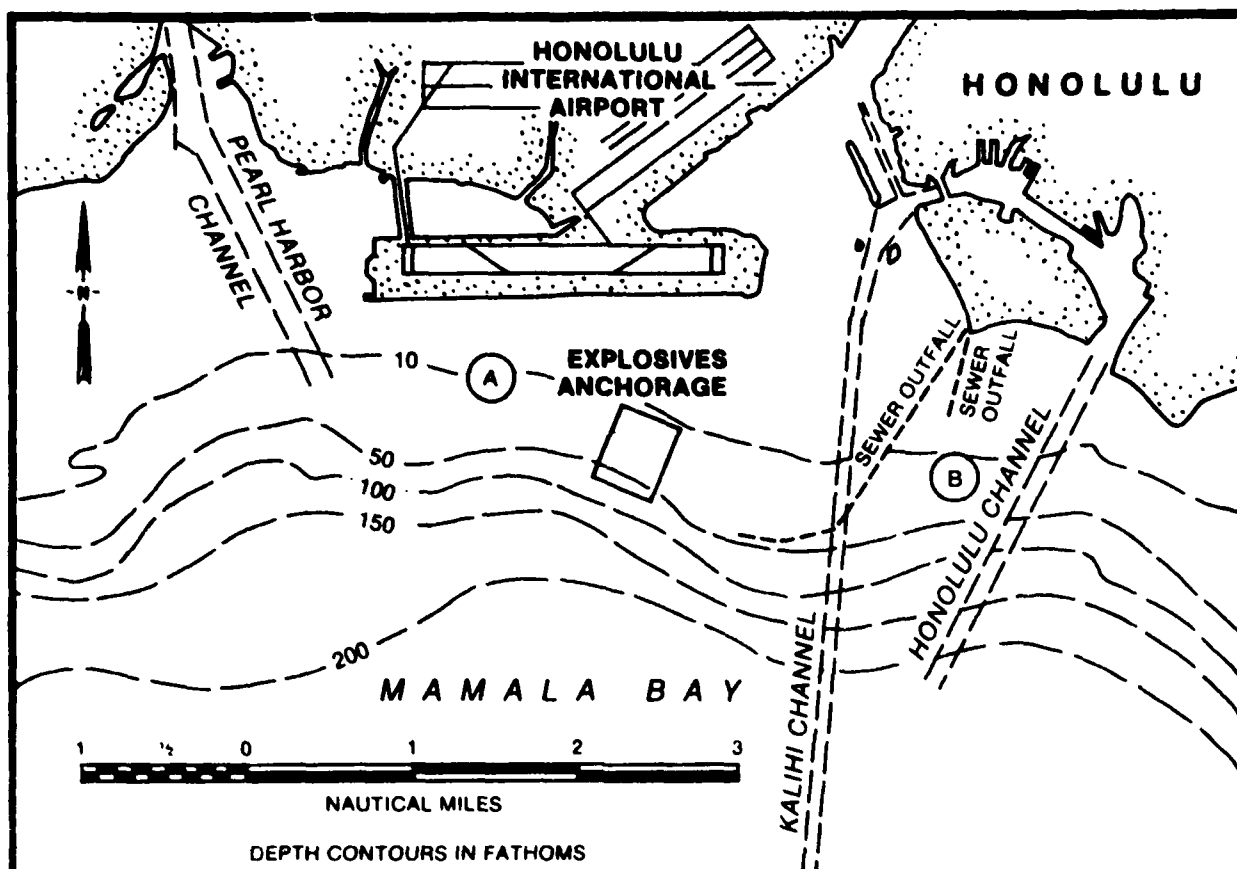 HONOLULU
INTERNATIONAL
AIRPORT
HONOLULU
PEARL HARBOR
CHANNEL
N
10
A
EXPLOSIVES
ANCHORAGE
SEWER OUTFALL
SEWER
OUTFALL
50
100
150
B
HONOLULU CHANNEL
KALIHI CHANNEL
200
MAMALA BAY
1 ½ 0 1 2 3
NAUTICAL MILES
DEPTH CONTOURS IN FATHOMS